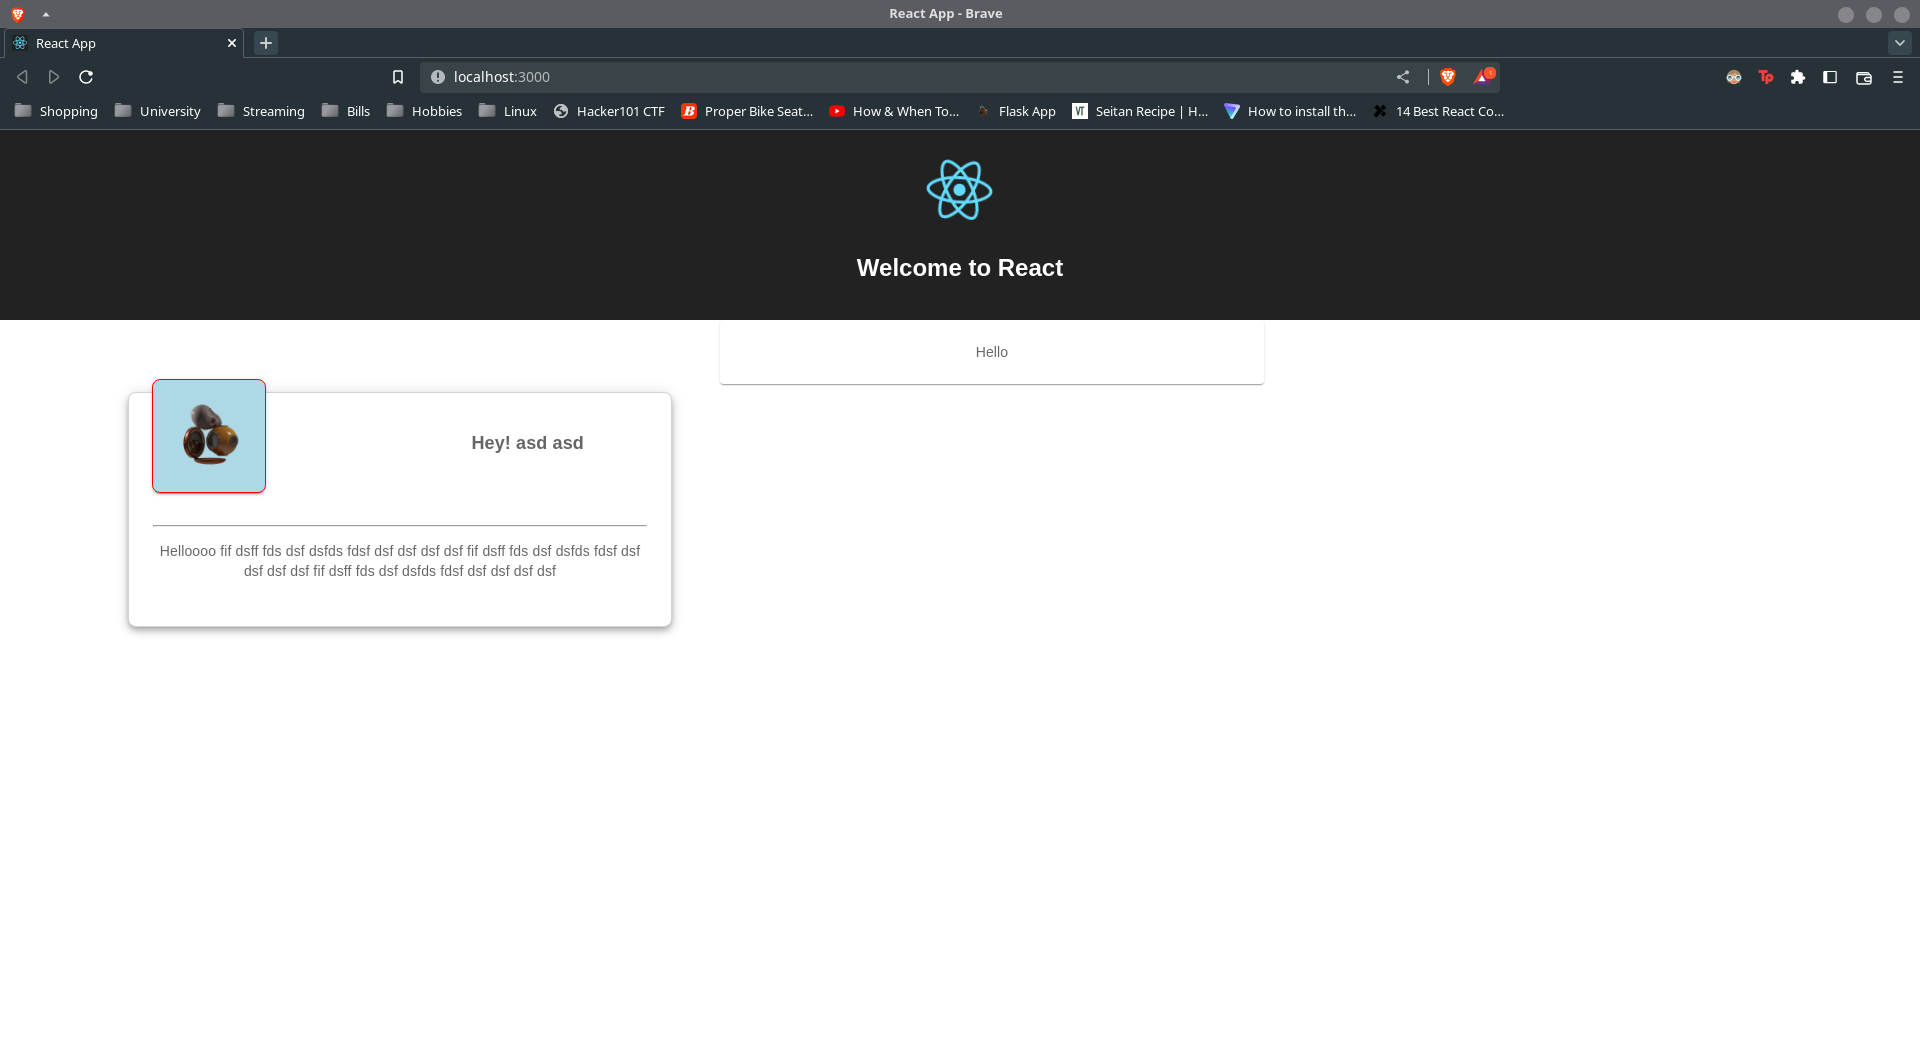 React App - Brave
React App
localhost:3000
Tp
1
Shopping University Streaming Bills Hobbies Linux Hacker101 CTF B Proper Bike Seat... How & When To... Flask App VT Seitan Recipe | H... How to install th... 14 Best React Co...
Welcome to React
Hello
Hey! asd asd
Helloooo fif dsff fds dsf dsfds fdsf dsf dsf dsf dsf fif dsff fds dsf dsfds fdsf dsf
dsf dsf dsf fif dsff fds dsf dsfds fdsf dsf dsf dsf dsf